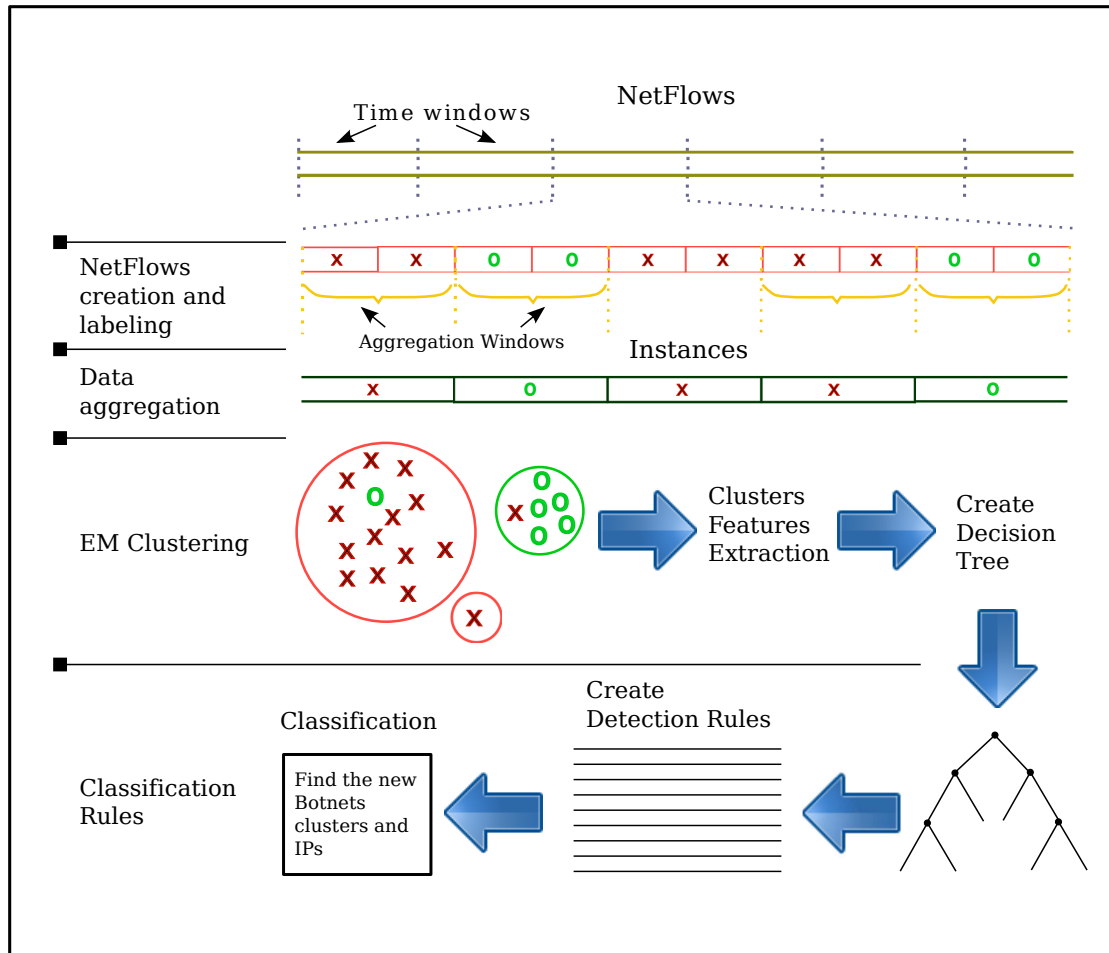 NetFlows
Time windows
NetFlows
creation and
labeling
X X O O X X X X O O
Aggregation Windows
Instances
Data
aggregation
X O X X O
EM Clustering
X
X
X
O
X
X
X
X
X
X
X
X
X
X
X
O
O
X
O
O
O
O
X
Clusters
Features
Extraction
Create
Decision
Tree
Create
Detection Rules
Classification
Classification
Rules
Find the new
Botnets
clusters and
IPs